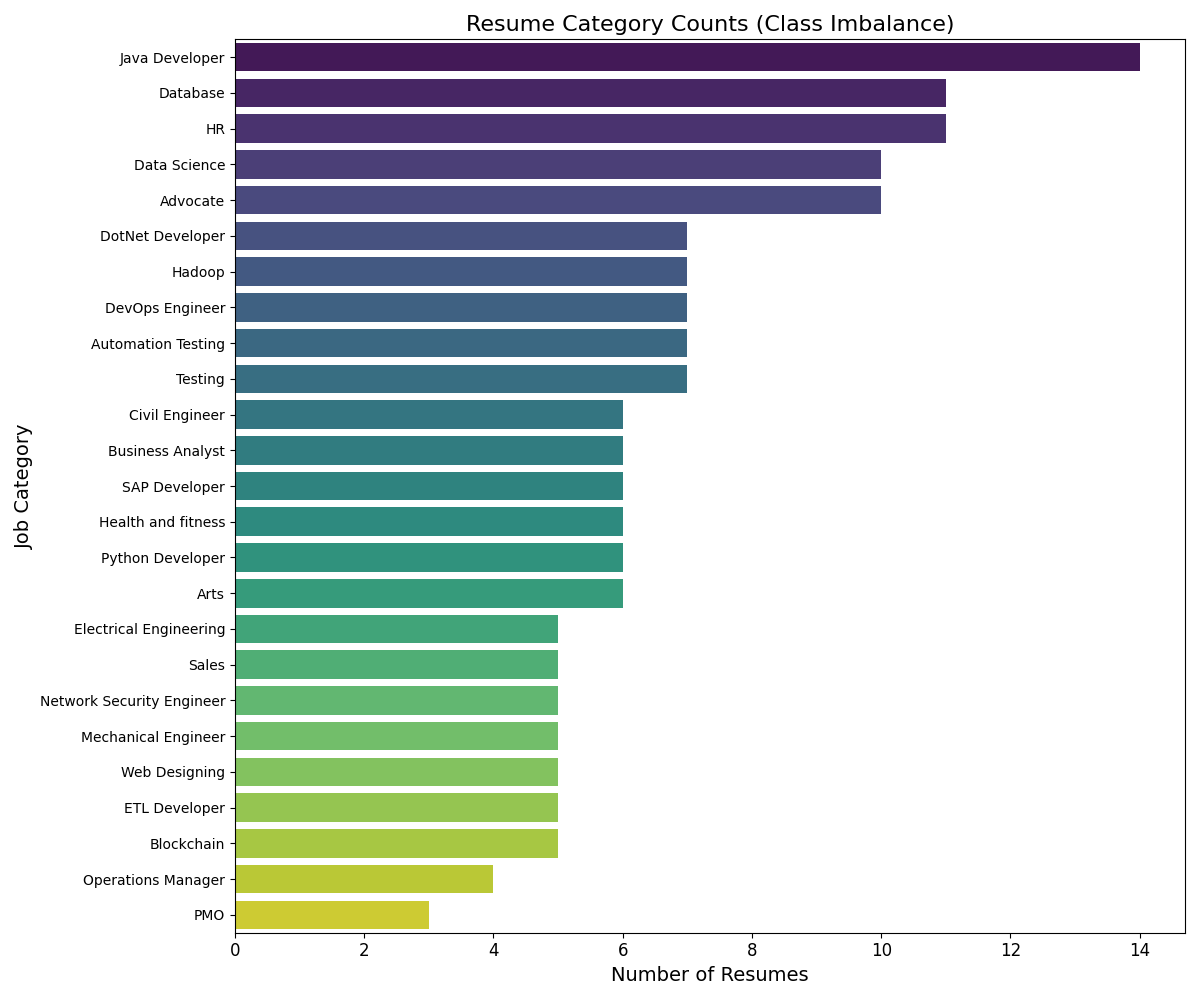 Resume Category Counts (Class Imbalance)
Java Developer
Database
HR
Data Science
Advocate
DotNet Developer
Hadoop
DevOps Engineer
Automation Testing
Testing
Civil Engineer
Business Analyst
SAP Developer
Health and fitness
Python Developer
Arts
Electrical Engineering
Sales
Network Security Engineer
Mechanical Engineer
Web Designing
ETL Developer
Blockchain
Operations Manager
PMO
Job Category
0 2 4 6 8 10 12 14
Number of Resumes